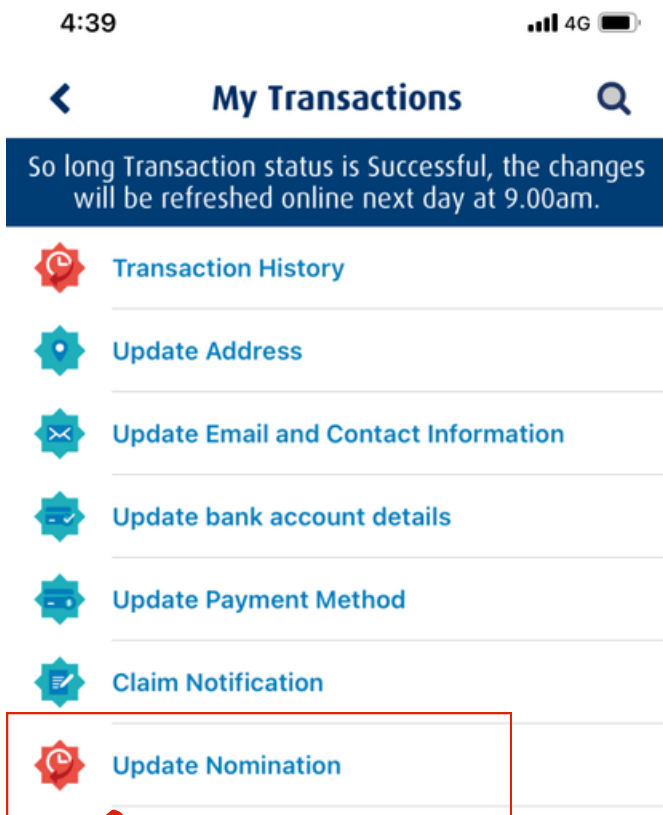 4:39
4G
My Transactions
So long Transaction status is Successful, the changes
will be refreshed online next day at 9.00am.
Transaction History
Update Address
Update Email and Contact Information
Update bank account details
Update Payment Method
Claim Notification
Update Nomination